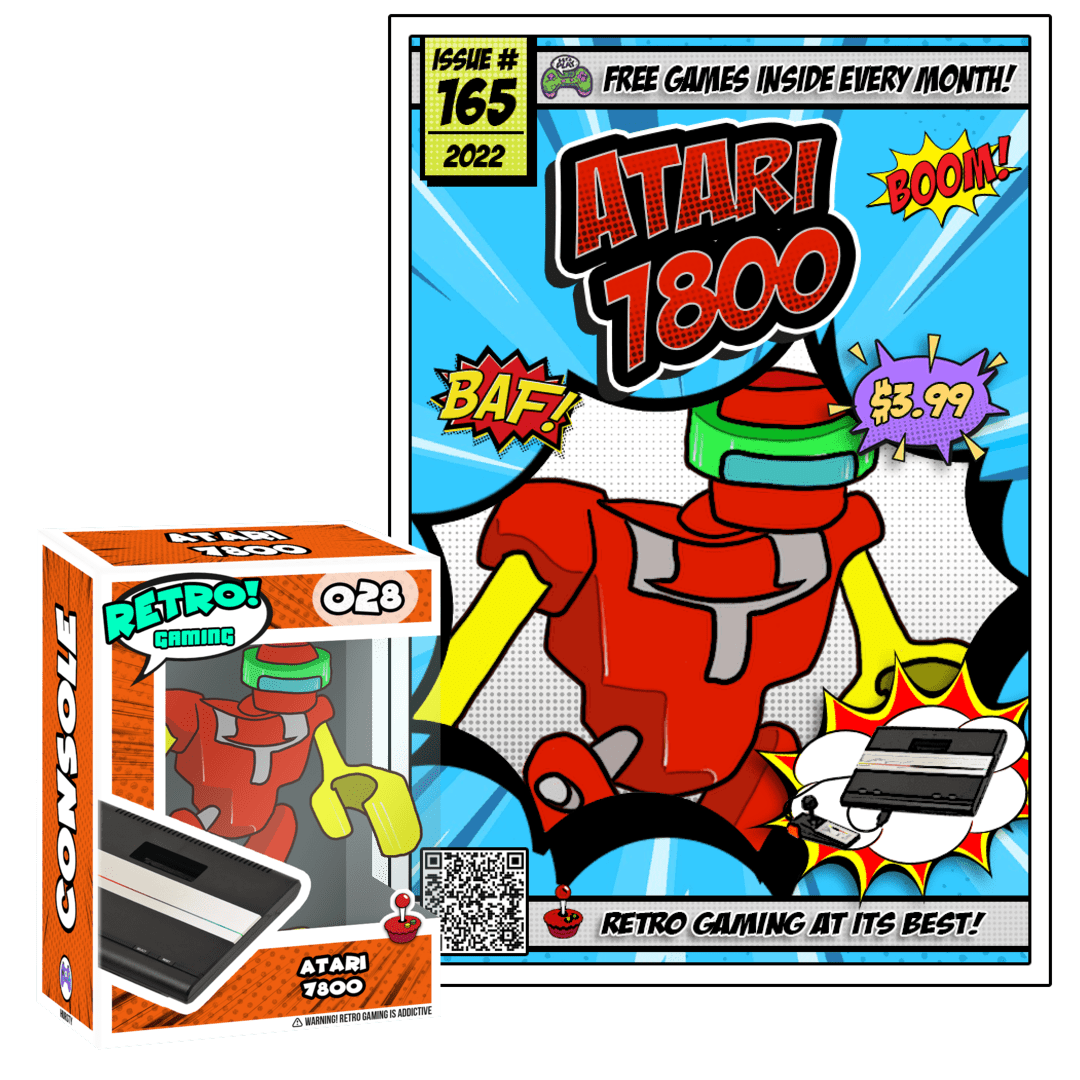 ISSUE #
165
2022
FREE GAMES INSIDE EVERY MONTH!
ATARI
7800
BOOM!
BAF!
$3.99
RETRO GAMING AT ITS BEST!
ATARI
7800
RETRO!
GAMING
028
CONSOLE
ATARI
7800
WARNING! RETRO GAMING IS ADDICTIVE